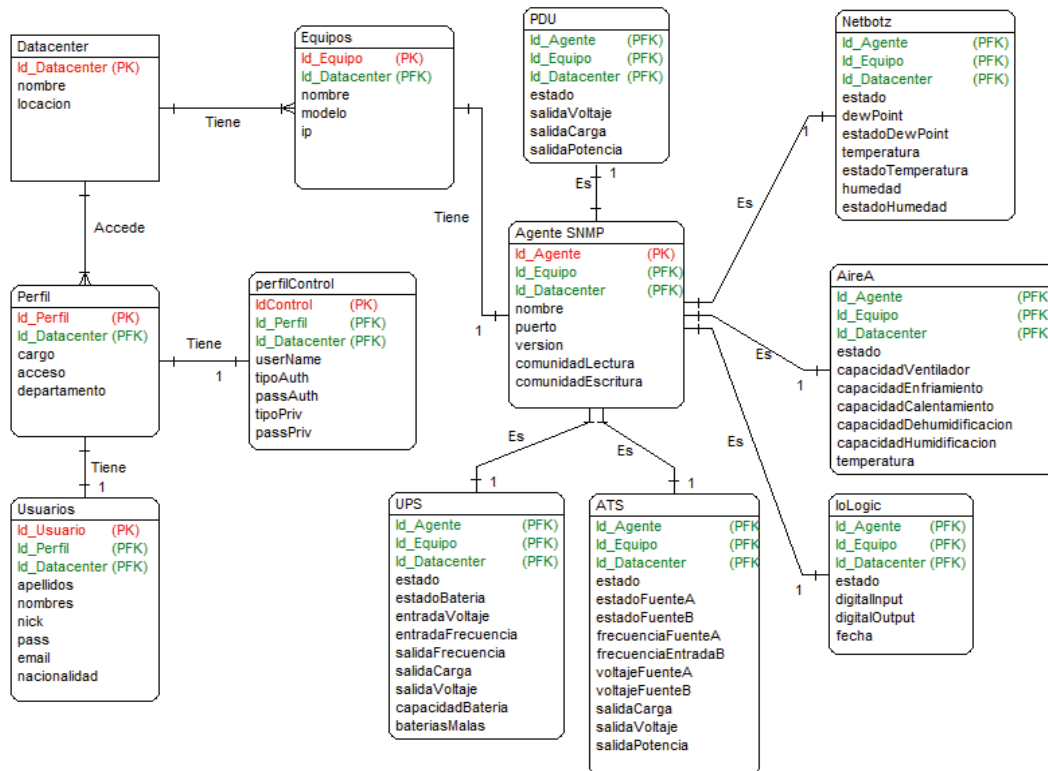 Datacenter
Id_Datacenter (PK)
nombre
locacion
Tiene
Equipos
Id_Equipo (PK)
Id_Datacenter (PFK)
nombre
modelo
ip
PDU
Id_Agente (PFK)
Id_Equipo (PFK)
Id_Datacenter (PFK)
estado
salidaVoltaje
salidaCarga
salidaPotencia
1
Es
Netbotz
Id_Agente (PFK)
Id_Equipo (PFK)
Id_Datacenter (PFK)
estado
dewPoint
estadoDewPoint
temperatura
estadoTemperatura
humedad
estadoHumedad
1
Es
Accede
Tiene
1
Agente SNMP
Id_Agente (PK)
Id_Equipo (PFK)
Id_Datacenter (PFK)
nombre
puerto
version
comunidadLectura
comunidadEscritura
Perfil
Id_Perfil (PK)
Id_Datacenter (PFK)
cargo
acceso
departamento
Tiene
1
perfilControl
IdControl (PK)
Id_Perfil (PFK)
Id_Datacenter (PFK)
userName
tipoAuth
passAuth
tipoPriv
passPriv
AireA
Id_Agente (PFK)
Id_Equipo (PFK)
Id_Datacenter (PFK)
estado
capacidadVentilador
capacidadEnfriamiento
capacidadCalentamiento
capacidadDehumidificacion
capacidadHumidificacion
temperatura
Es
1
Tiene
1
Usuarios
Id_Usuario (PK)
Id_Perfil (PFK)
Id_Datacenter (PFK)
apellidos
nombres
nick
pass
email
nacionalidad
Es
1
UPS
Id_Agente (PFK)
Id_Equipo (PFK)
Id_Datacenter (PFK)
estado
estadoBateria
entradaVoltaje
entradaFrecuencia
salidaFrecuencia
salidaCarga
salidaVoltaje
capacidadBateria
bateriasMalas
Es
1
ATS
Id_Agente (PFK
Id_Equipo (PFK
Id_Datacenter (PFK
estado
estadoFuenteA
estadoFuenteB
frecuenciaFuenteA
frecuenciaEntradaB
voltajeFuenteA
voltajeFuenteB
salidaCarga
salidaVoltaje
salidaPotencia
Es
1
IoLogic
Id_Agente (PFK)
Id_Equipo (PFK)
Id_Datacenter (PFK)
estado
digitalInput
digitalOutput
fecha